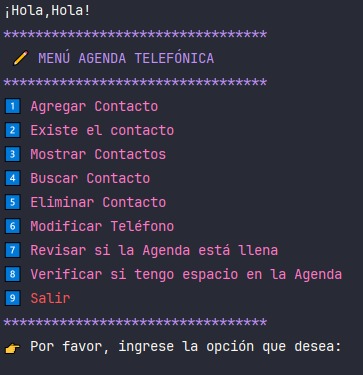 ¡Hola,Hola!
*********************************
✏️ MENÚ AGENDA TELEFÓNICA
*********************************
1️⃣ Agregar Contacto
2️⃣ Existe el contacto
3️⃣ Mostrar Contactos
4️⃣ Buscar Contacto
5️⃣ Eliminar Contacto
6️⃣ Modificar Teléfono
7️⃣ Revisar si la Agenda está llena
8️⃣ Verificar si tengo espacio en la Agenda
9️⃣ Salir
*********************************
👉 Por favor, ingrese la opción que desea: